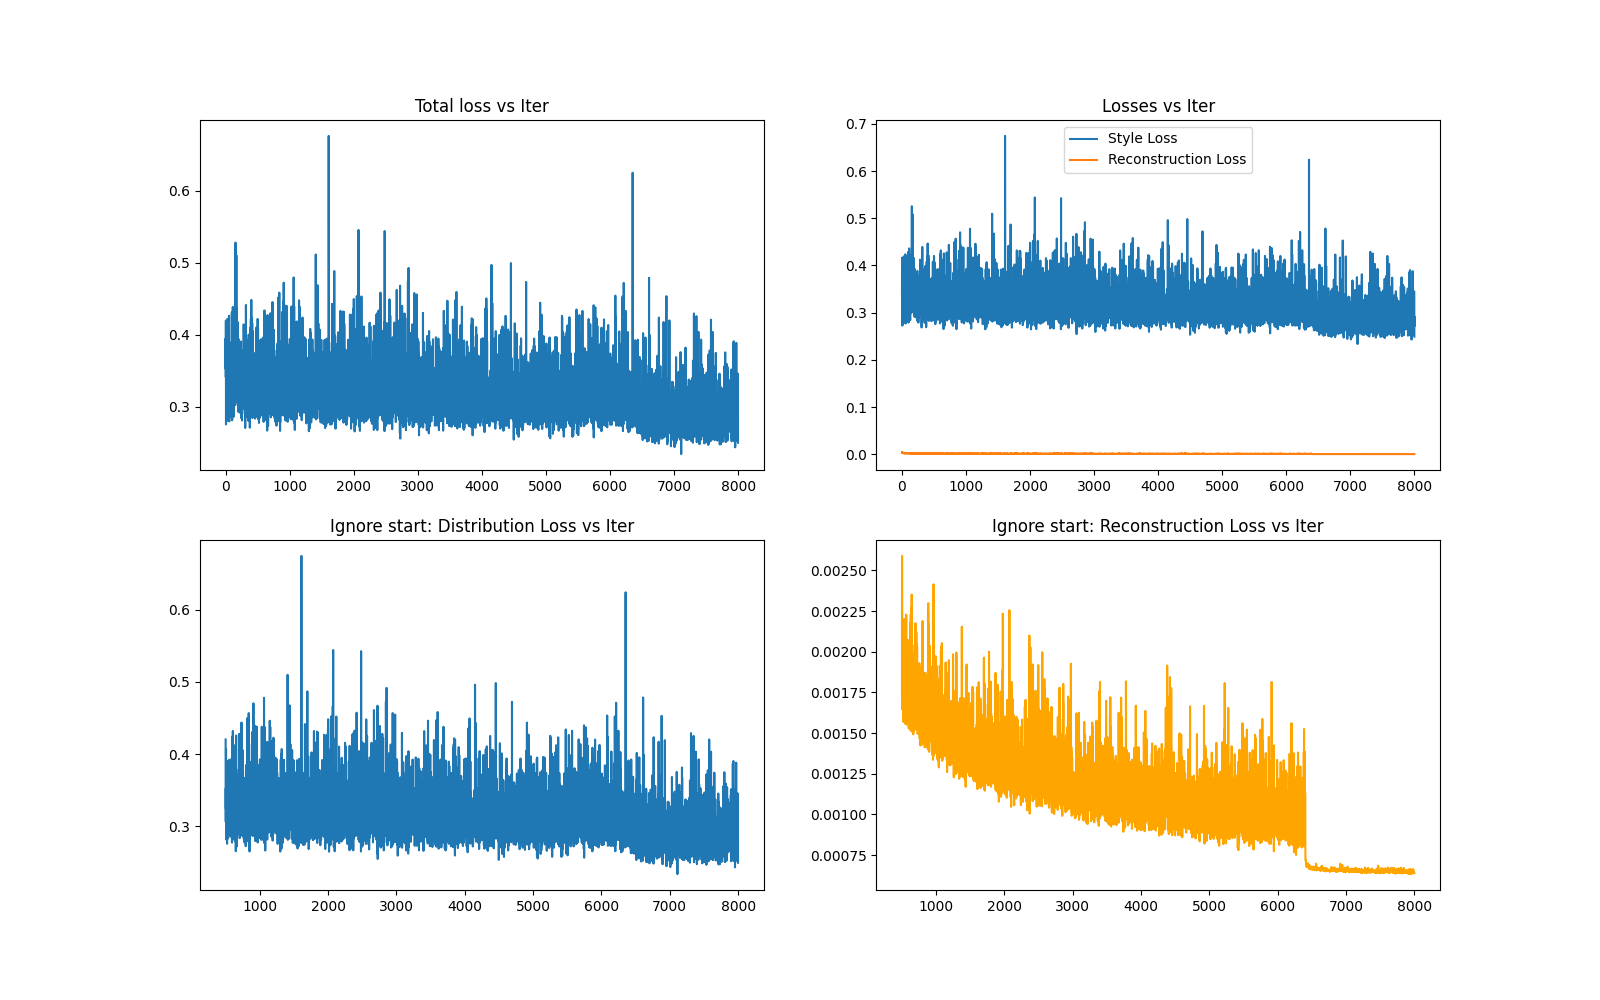 Total loss vs Iter
0.6
0.5
0.4
0.3
0 1000 2000 3000 4000 5000 6000 7000 8000
Losses vs Iter
Style Loss
Reconstruction Loss
0.7
0.6
0.5
0.4
0.3
0.2
0.1
0.0
0 1000 2000 3000 4000 5000 6000 7000 8000
Ignore start: Distribution Loss vs Iter
0.6
0.5
0.4
0.3
1000 2000 3000 4000 5000 6000 7000 8000
Ignore start: Reconstruction Loss vs Iter
0.00250
0.00225
0.00200
0.00175
0.00150
0.00125
0.00100
0.00075
1000 2000 3000 4000 5000 6000 7000 8000